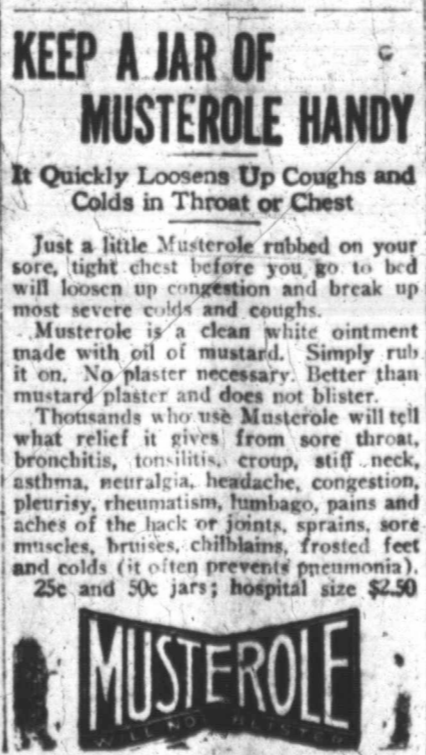 KEEP A JAR OF
MUSTEROLE HANDY
It Quickly Loosens Up Coughs and
Colds in Throat or Chest
Just a little Musterole rubbed on your
sore, tight chest before you go to bed
will loosen up congestion and break up
most severe colds and coughs.
Musterole is a clean white ointment
made with oil of mustard. Simply rub
it on. No plaster necessary. Better than
mustard plaster and does not blister.
Thousands who use Musterole will tell
what relief it gives from sore throat,
bronchitis, tonsilitis, croup, stiff neck,
asthma, neuralgia, headache, congestion,
pleurisy, rheumatism, lumbago, pains and
aches of the back or joints, sprains, sore
muscles, bruises, chilblains, frosted feet
and colds (it often prevents pneumonia).
25c and 50c jars; hospital size $2.50
MUSTEROLE
WILL NOT BLISTER